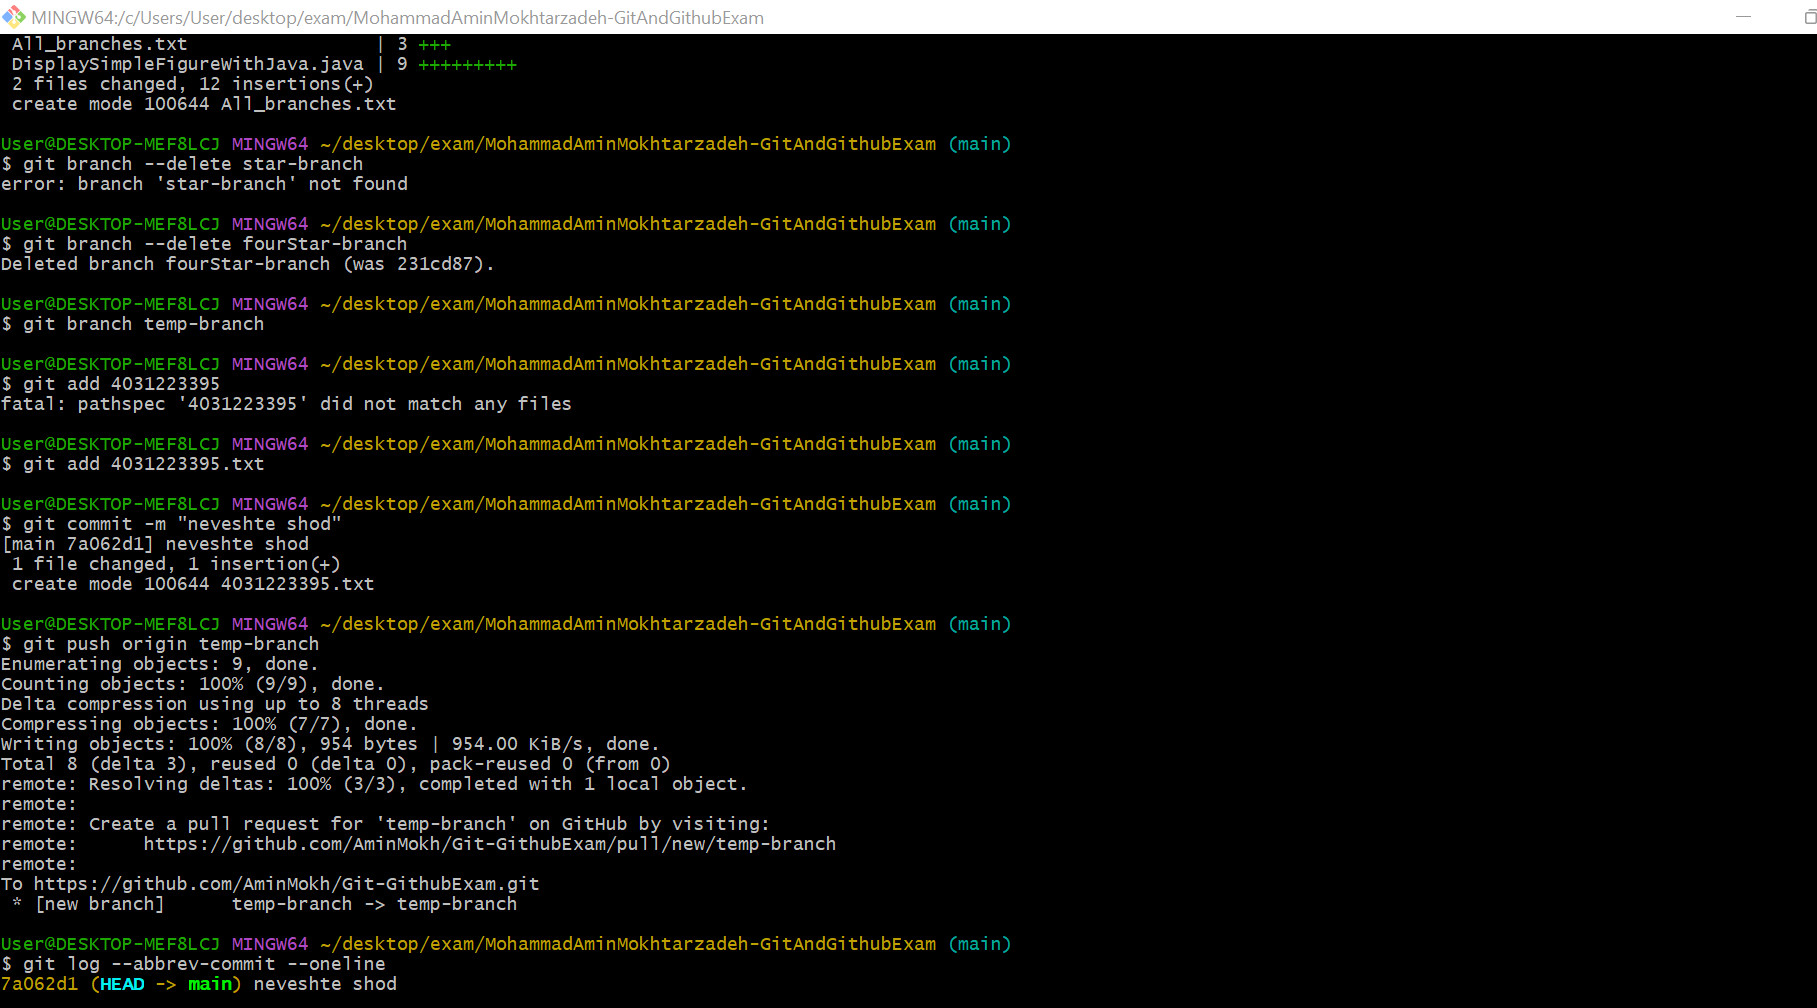 MINGW64:/c/Users/User/desktop/exam/MohammadAminMokhtarzadeh-GitAndGithubExam
All_branches.txt | 3 +++
DisplaySimpleFigureWithJava.java | 9 +++++++++
2 files changed, 12 insertions(+)
create mode 100644 All_branches.txt
User@DESKTOP-MEF8LCJ MINGW64 ~/desktop/exam/MohammadAminMokhtarzadeh-GitAndGithubExam (main)
$ git branch --delete star-branch
error: branch 'star-branch' not found
User@DESKTOP-MEF8LCJ MINGW64 ~/desktop/exam/MohammadAminMokhtarzadeh-GitAndGithubExam (main)
$ git branch --delete fourStar-branch
Deleted branch fourStar-branch (was 231cd87).
User@DESKTOP-MEF8LCJ MINGW64 ~/desktop/exam/MohammadAminMokhtarzadeh-GitAndGithubExam (main)
$ git branch temp-branch
User@DESKTOP-MEF8LCJ MINGW64 ~/desktop/exam/MohammadAminMokhtarzadeh-GitAndGithubExam (main)
$ git add 4031223395
fatal: pathspec '4031223395' did not match any files
User@DESKTOP-MEF8LCJ MINGW64 ~/desktop/exam/MohammadAminMokhtarzadeh-GitAndGithubExam (main)
$ git add 4031223395.txt
User@DESKTOP-MEF8LCJ MINGW64 ~/desktop/exam/MohammadAminMokhtarzadeh-GitAndGithubExam (main)
$ git commit -m "neveshte shod"
[main 7a062d1] neveshte shod
1 file changed, 1 insertion(+)
create mode 100644 4031223395.txt
User@DESKTOP-MEF8LCJ MINGW64 ~/desktop/exam/MohammadAminMokhtarzadeh-GitAndGithubExam (main)
$ git push origin temp-branch
Enumerating objects: 9, done.
Counting objects: 100% (9/9), done.
Delta compression using up to 8 threads
Compressing objects: 100% (7/7), done.
Writing objects: 100% (8/8), 954 bytes | 954.00 KiB/s, done.
Total 8 (delta 3), reused 0 (delta 0), pack-reused 0 (from 0)
remote: Resolving deltas: 100% (3/3), completed with 1 local object.
remote:
remote: Create a pull request for 'temp-branch' on GitHub by visiting:
remote: https://github.com/AminMokh/Git-GithubExam/pull/new/temp-branch
remote:
To https://github.com/AminMokh/Git-GithubExam.git
* [new branch] temp-branch -> temp-branch
User@DESKTOP-MEF8LCJ MINGW64 ~/desktop/exam/MohammadAminMokhtarzadeh-GitAndGithubExam (main)
$ git log --abbrev-commit --oneline
7a062d1 (HEAD -> main) neveshte shod